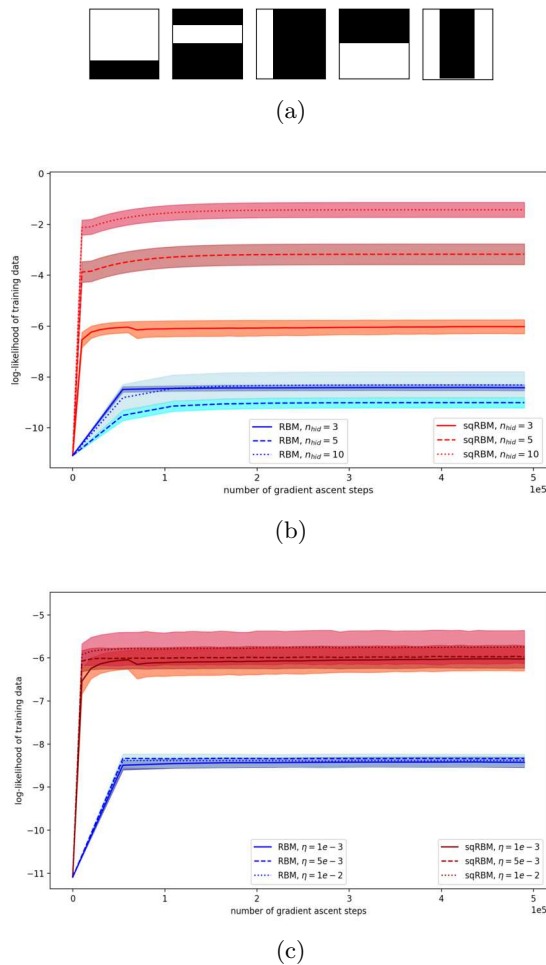 (a)
0
−2
−4
−6
−8
−10
log-likelihood of training data
RBM, n_hid = 3
RBM, n_hid = 5
RBM, n_hid = 10
sqRBM, n_hid = 3
sqRBM, n_hid = 5
sqRBM, n_hid = 10
0 1 2 3 4 5
1e5
number of gradient ascent steps
(b)
−5
−6
−7
−8
−9
−10
−11
log-likelihood of training data
RBM, η = 1e − 3
RBM, η = 5e − 3
RBM, η = 1e − 2
sqRBM, η = 1e − 3
sqRBM, η = 5e − 3
sqRBM, η = 1e − 2
0 1 2 3 4 5
1e5
number of gradient ascent steps
(c)